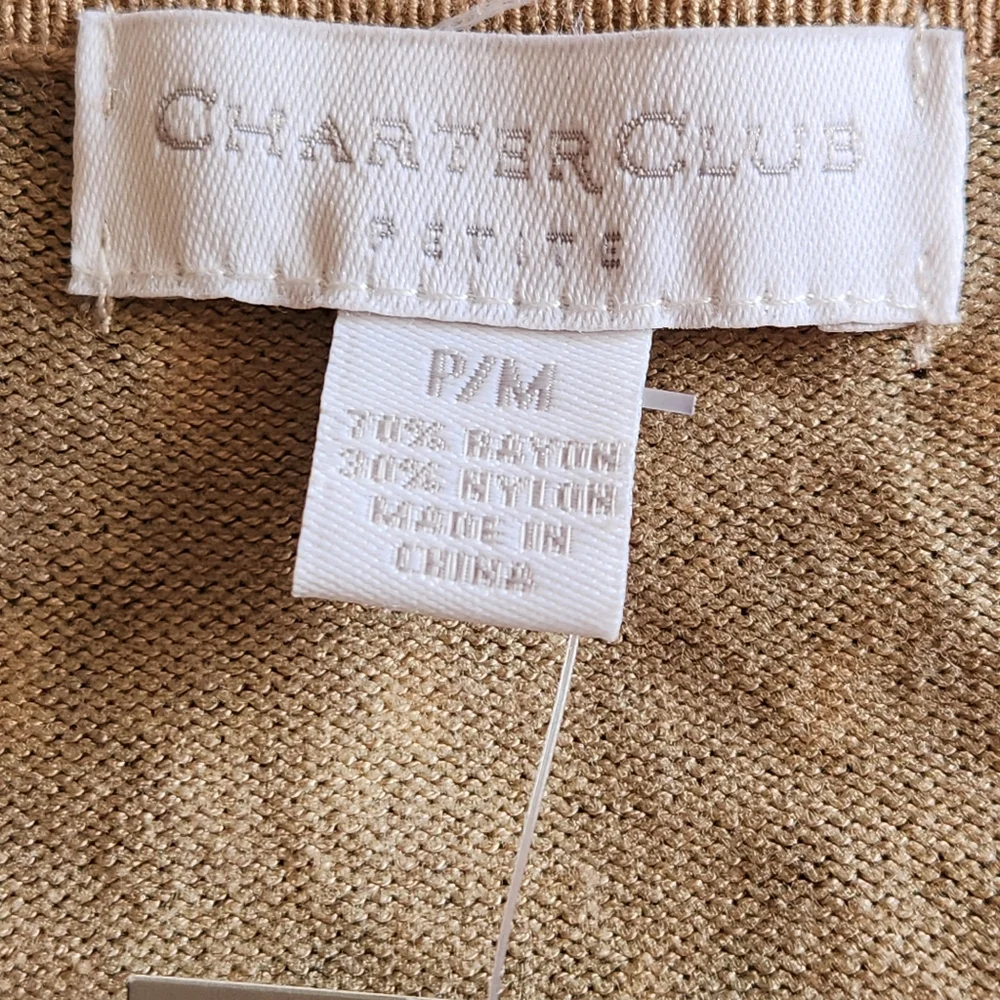 CHARTER CLUB
PETITE
P/M
70% RAYON
30% NYLON
MADE IN
CHINA